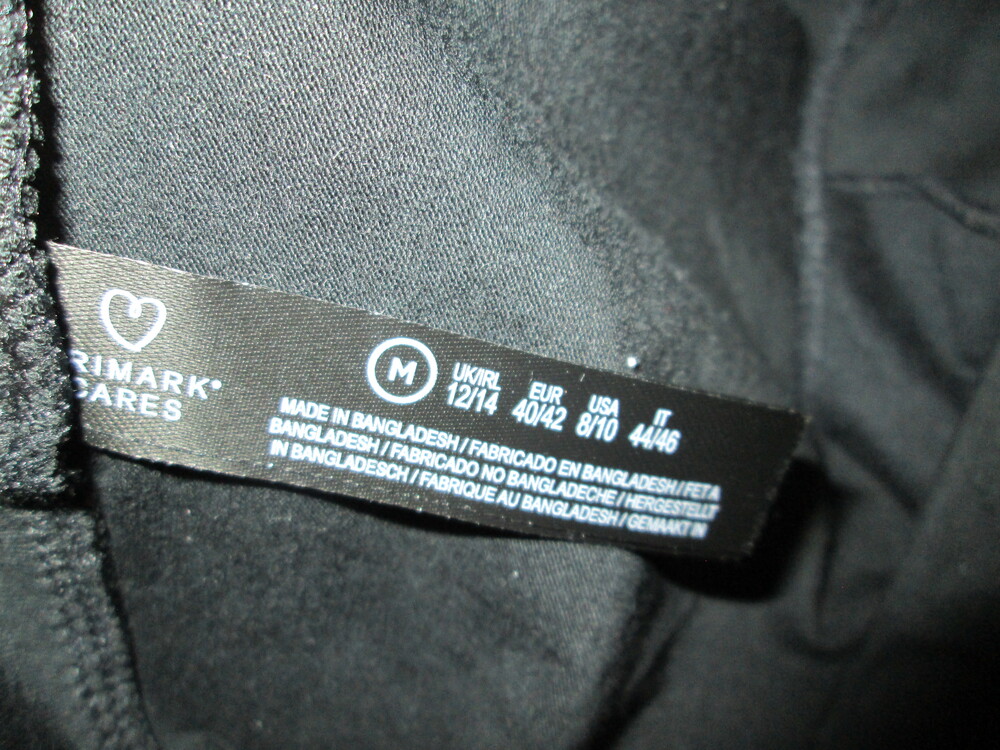 RIMARK
CARES
M
UK/IRL EUR USA IT
12/14 40/42 8/10 44/46
MADE IN BANGLADESH / FABRICADO EN BANGLADESH / FET A
BANGLADESH / FABRICADO NO BANGLADECHE / HERGESTELLT
IN BANGLADESCH / FABRIQUE AU BANGLADESH / GEMAAKT IN